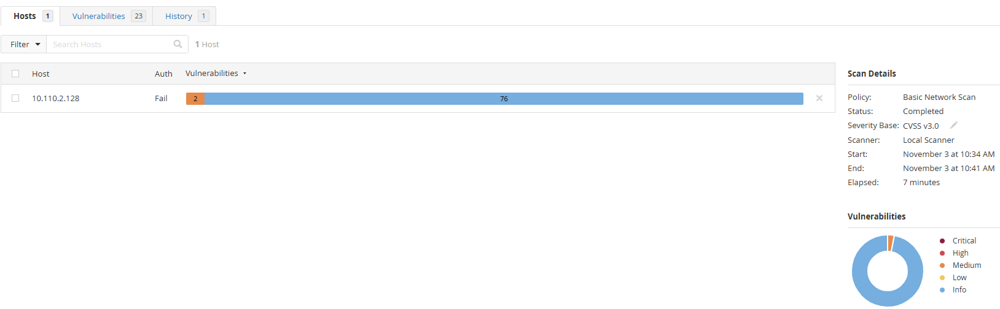 Hosts 1 Vulnerabilities 23 History 1
Filter Search Hosts 1 Host
Host Auth Vulnerabilities
10.110.2.128 Fail 2 76
Scan Details
Policy: Basic Network Scan
Status: Completed
Severity Base: CVSS v3.0
Scanner: Local Scanner
Start: November 3 at 10:34 AM
End: November 3 at 10:41 AM
Elapsed: 7 minutes
Vulnerabilities
Critical
High
Medium
Low
Info